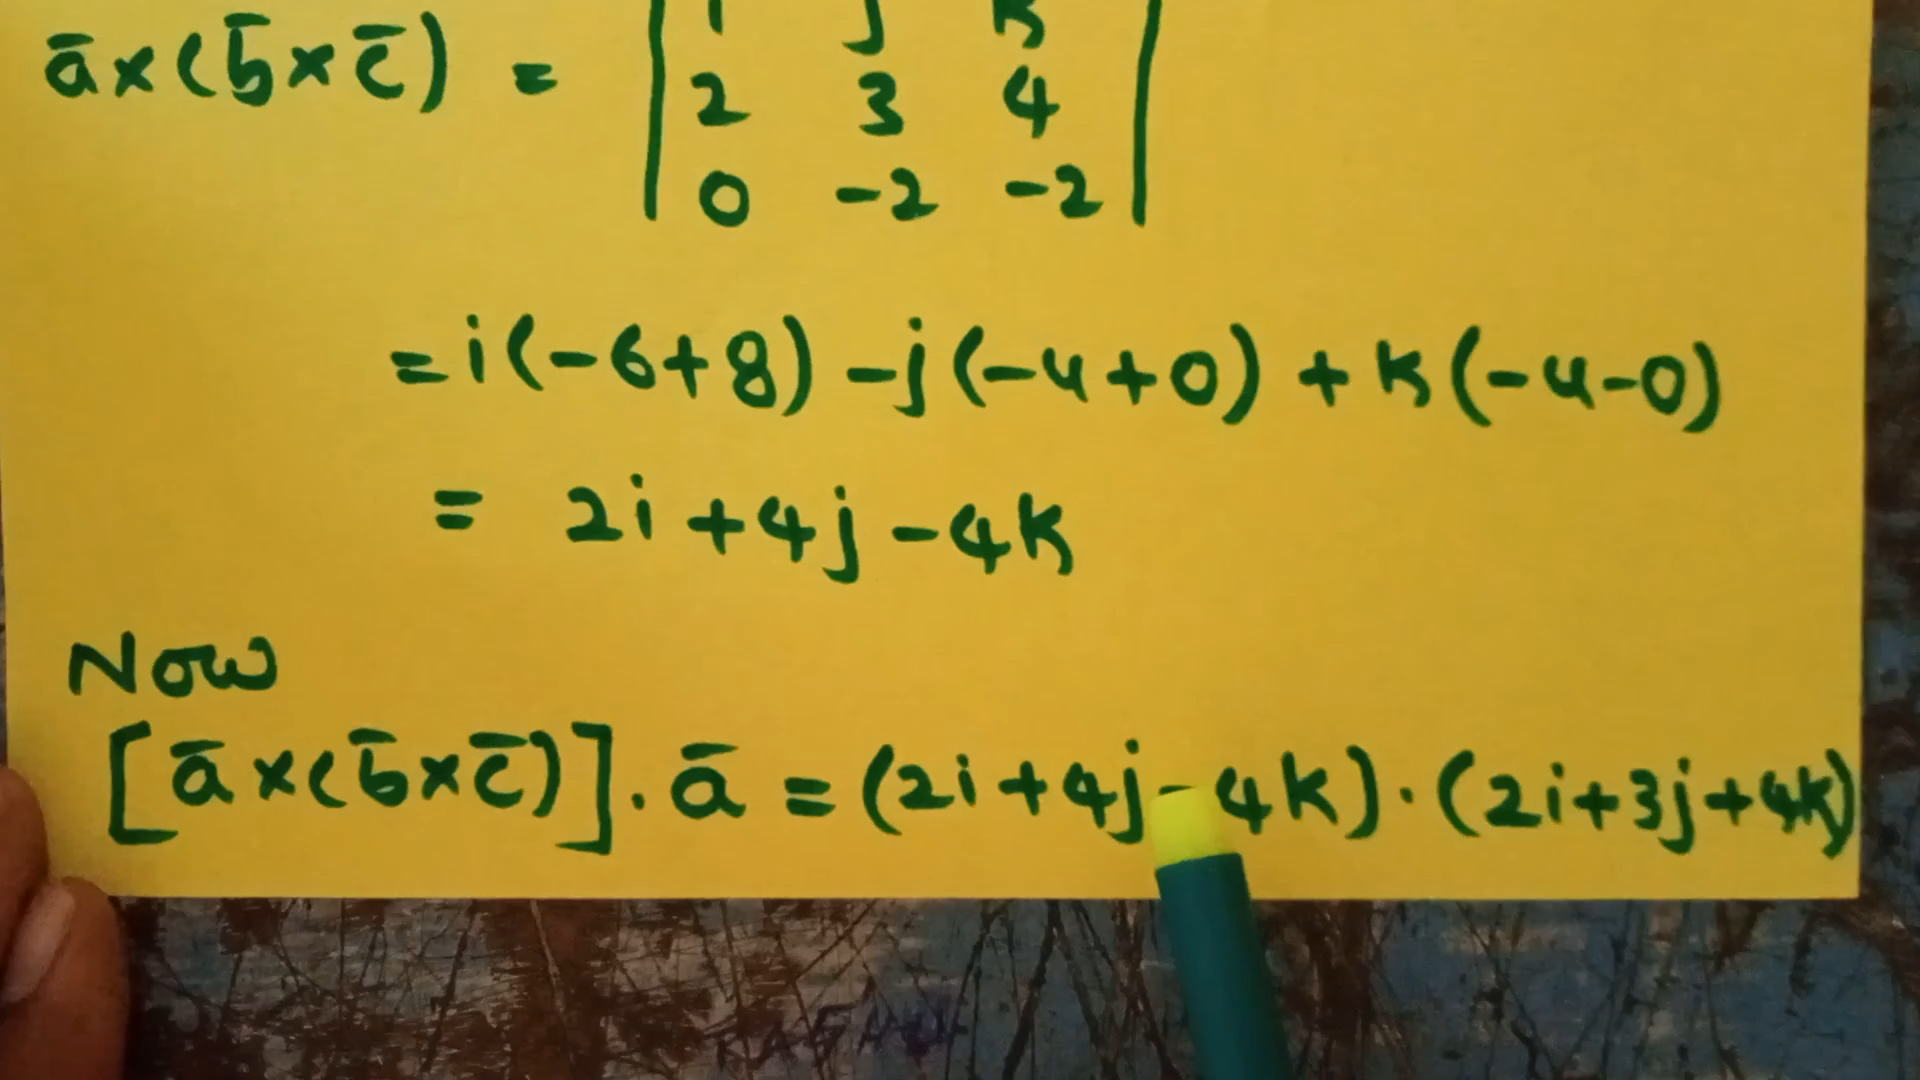 i j k
ā×(b̄×c̄) =
2 3 4
0 -2 -2
=i(-6+8) -j(-4+0) +k(-4-0)
= 2i+4j-4k
Now
[ā×(b̄×c̄)].ā =(2i+4j-4k).(2i+3j+4k)